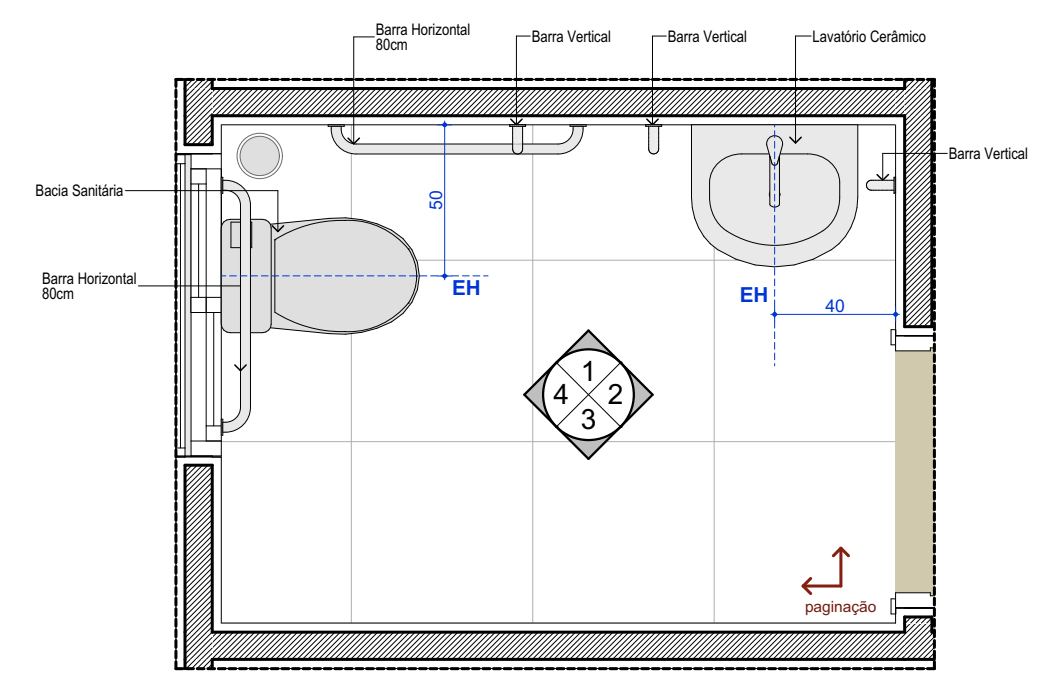 Barra Horizontal
80cm
Barra Vertical
Barra Vertical
Lavatório Cerâmico
Barra Vertical
Bacia Sanitária
50
Barra Horizontal
80cm
EH
EH
40
1
4
2
3
paginação